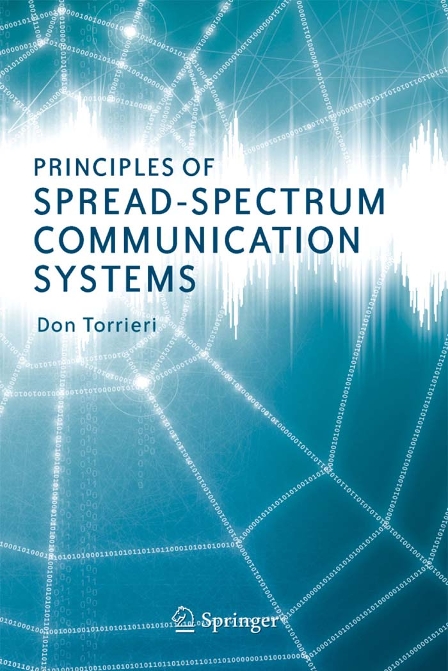 PRINCIPLES OF
SPREAD-SPECTRUM
COMMUNICATION
SYSTEMS
Don Torrieri
Springer